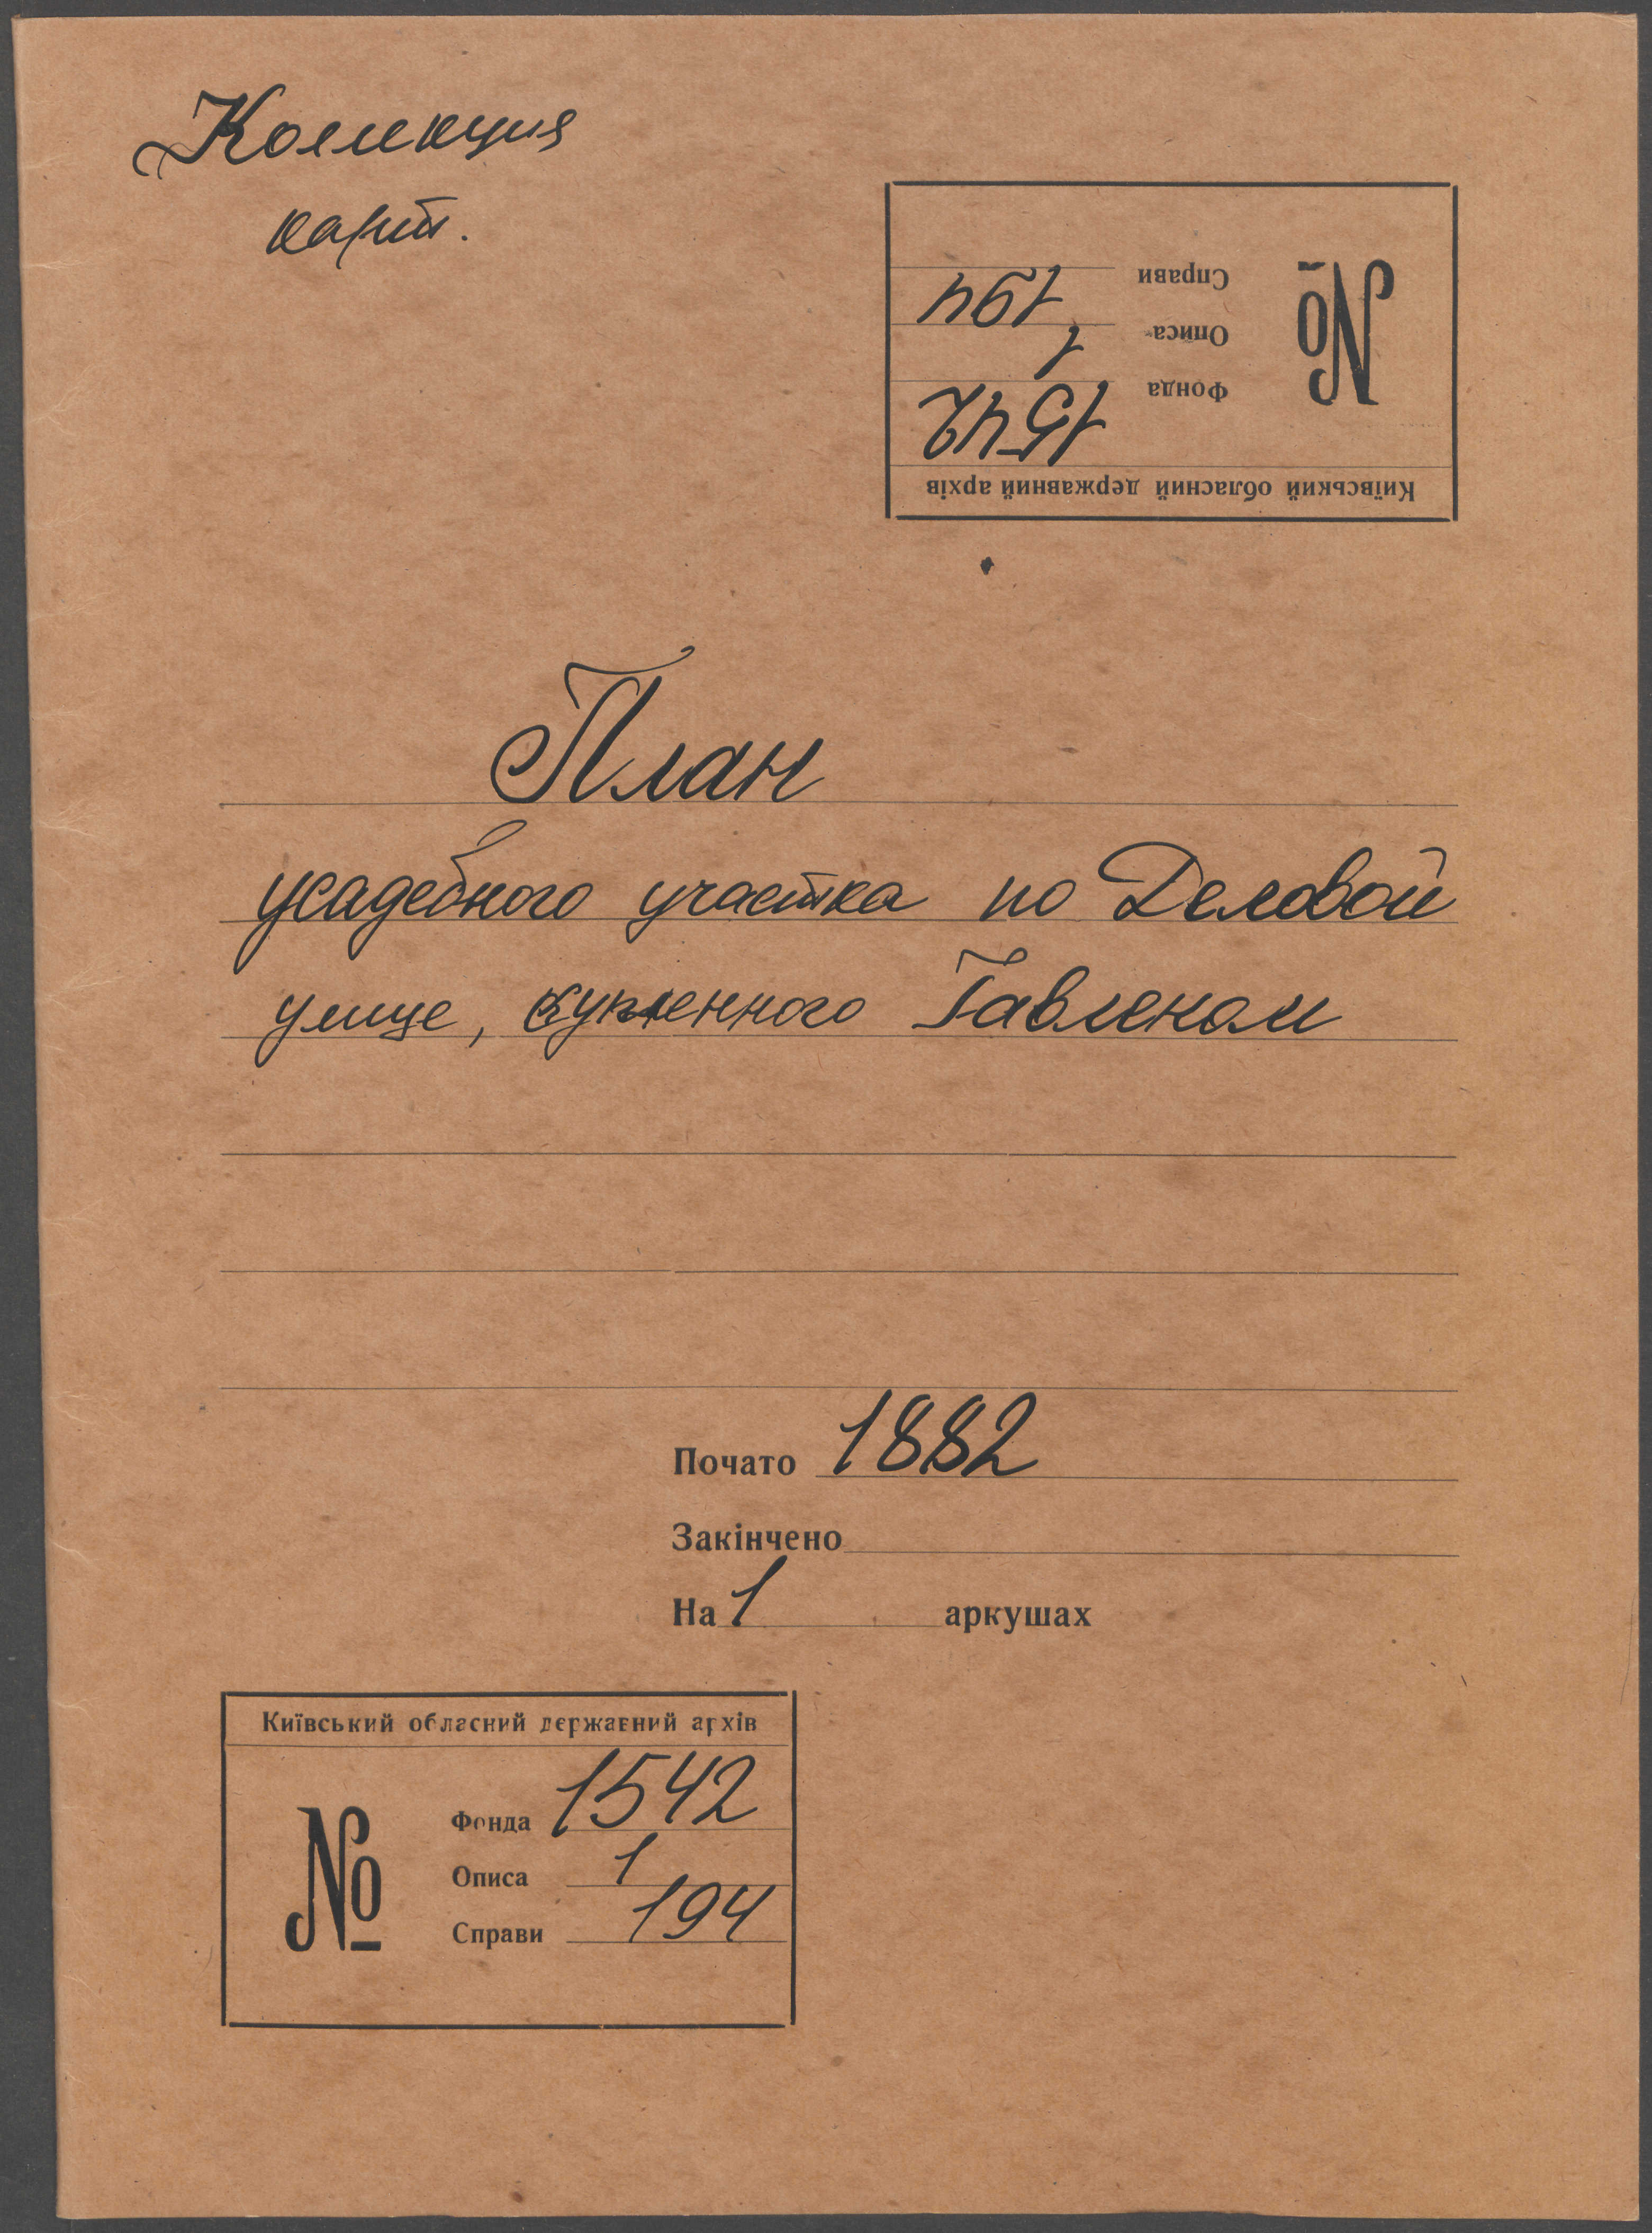 Коллекция
карт.
Київський обласний державний архів
№
Фонда 1542
Описа 1
Справи 194
План
усадебного участка по Деловой
улице, купленного Гавликом
Почато 1882
Закінчено
На 1 аркушах
Київський обласний державний архів
№
Фонда 1542
Описа 1
Справи 194